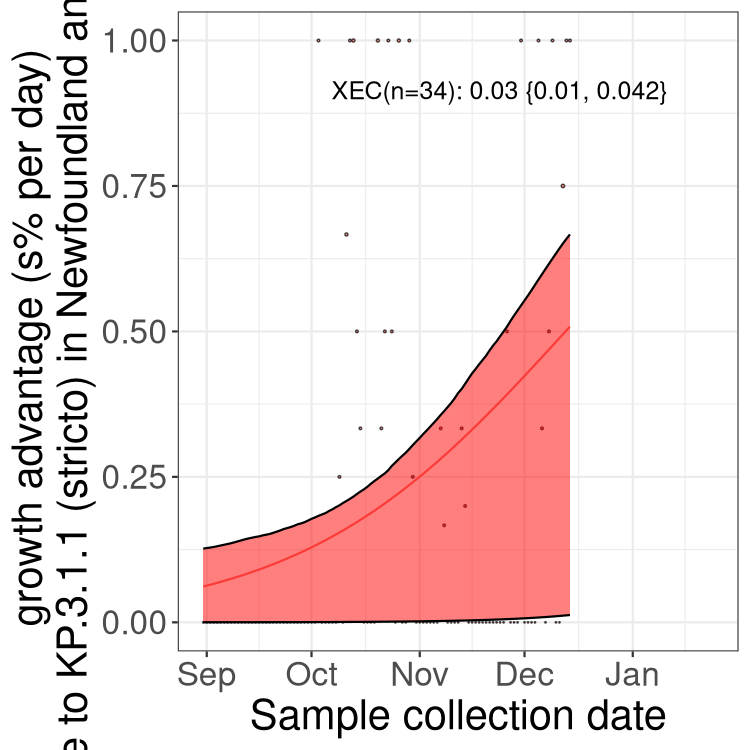 growth advantage (s% per day)
e to KP.3.1.1 (stricto) in Newfoundland an
1.00
0.75
0.50
0.25
0.00
XEC(n=34): 0.03 {0.01, 0.042}
Sep Oct Nov Dec Jan
Sample collection date